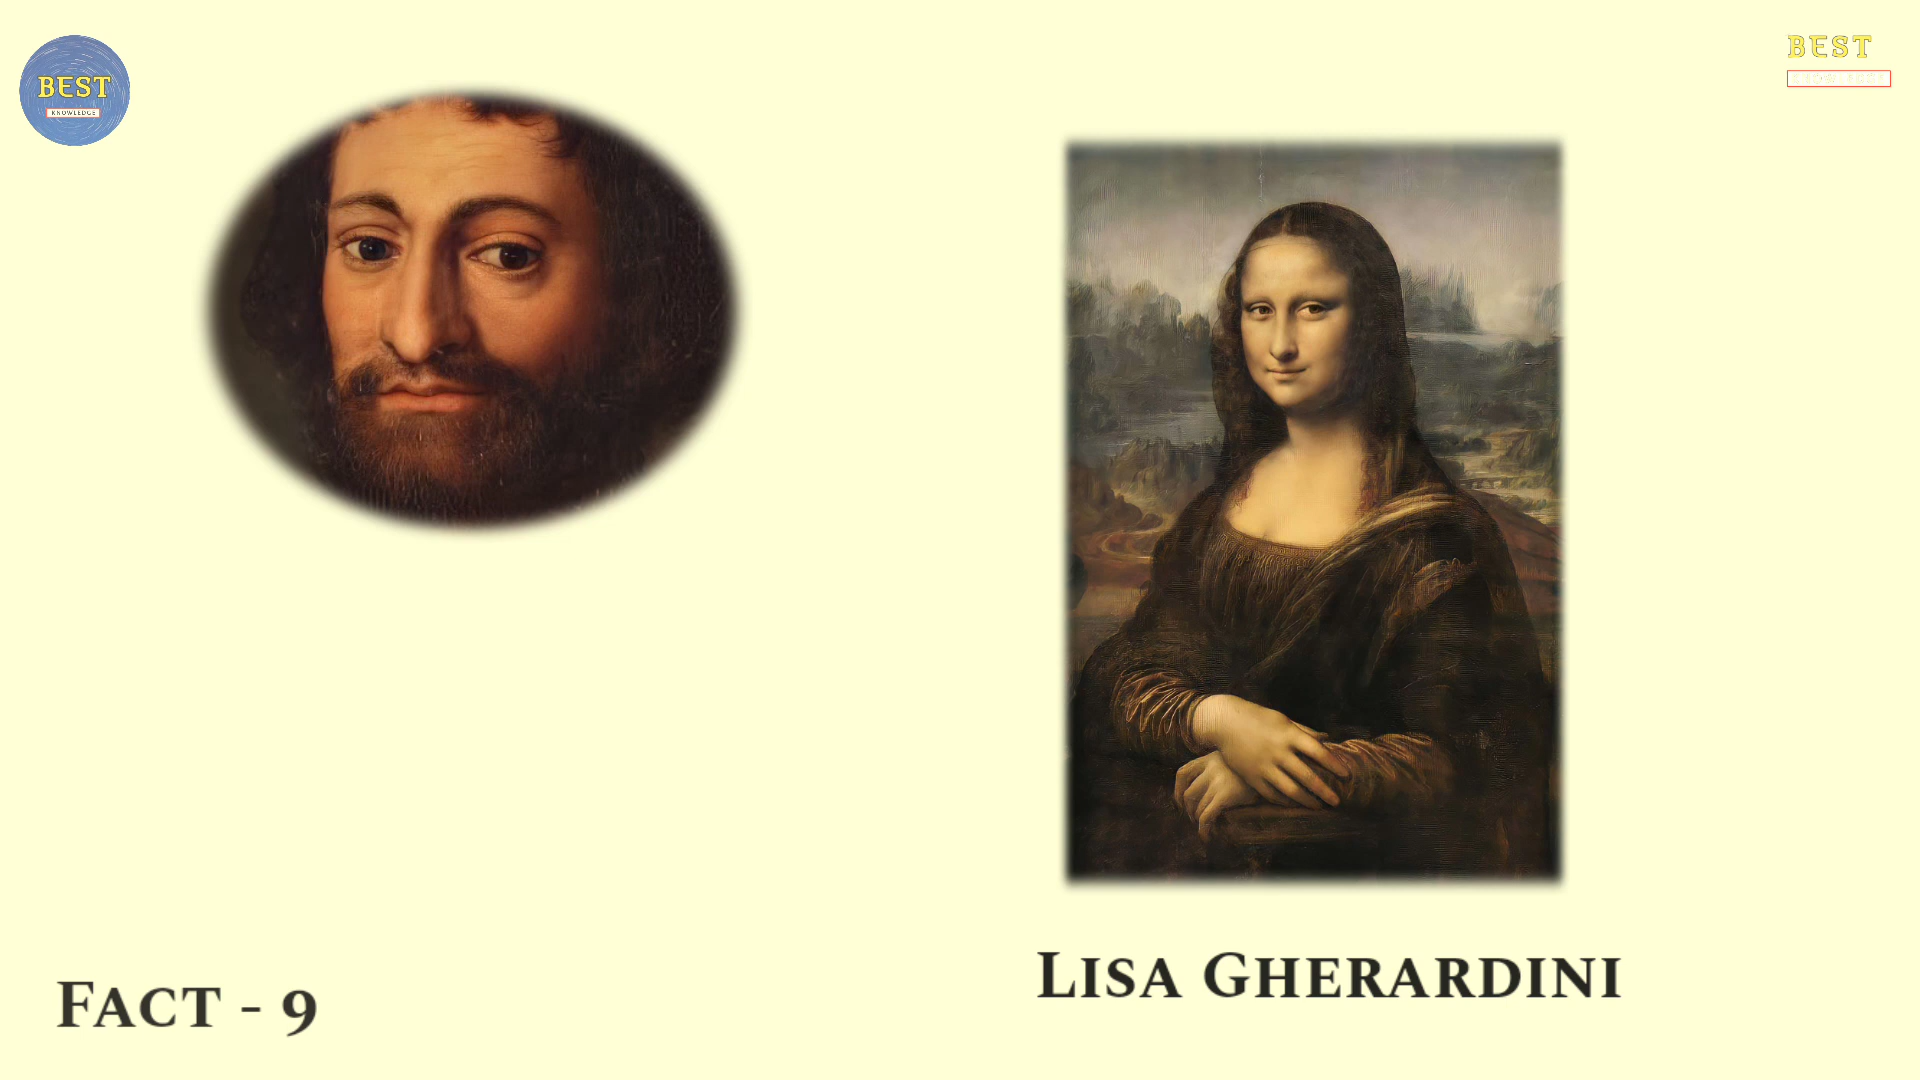 BEST
KNOWLEDGE
BEST
LISA GHERARDINI
FACT - 9